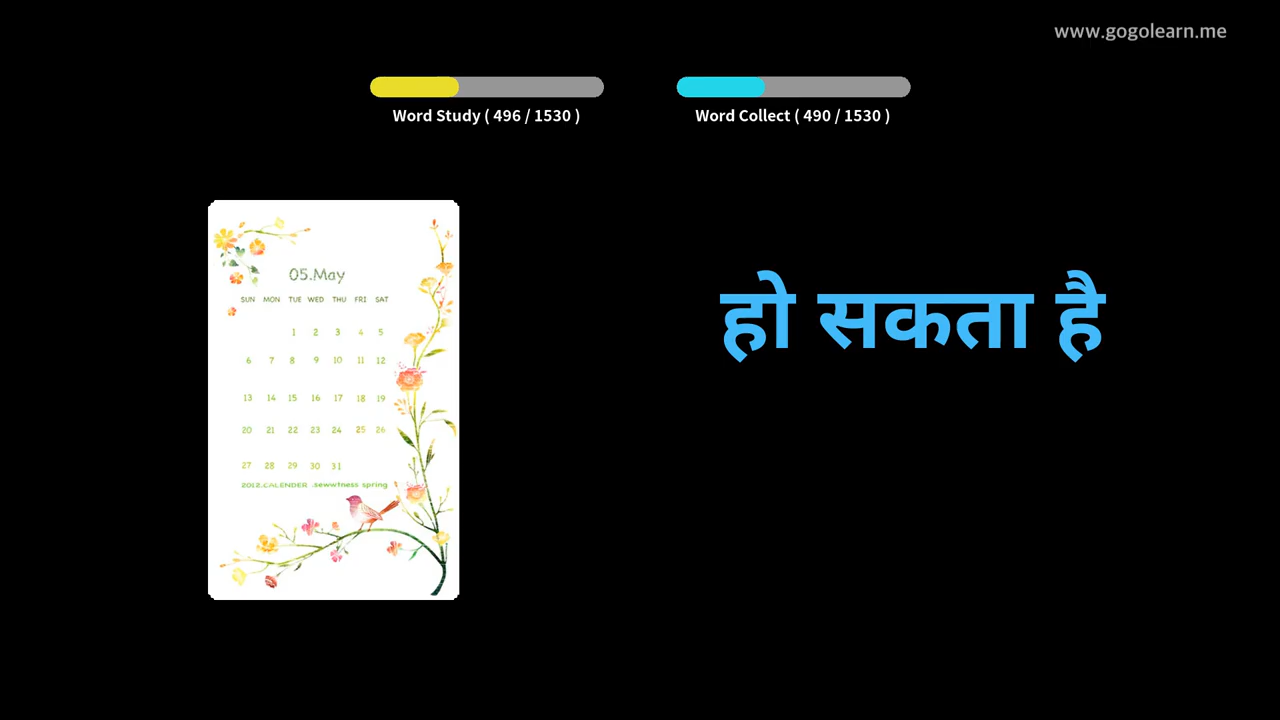 www.gogolearn.me
Word Study ( 496 / 1530 )
Word Collect ( 490 / 1530 )
05.May
SUN MON TUE WED THU FRI SAT
1 2 3 4 5
6 7 8 9 10 11 12
13 14 15 16 17 18 19
20 21 22 23 24 25 26
27 28 29 30 31
2012.CALENDER .sewwtness spring
हो सकता है